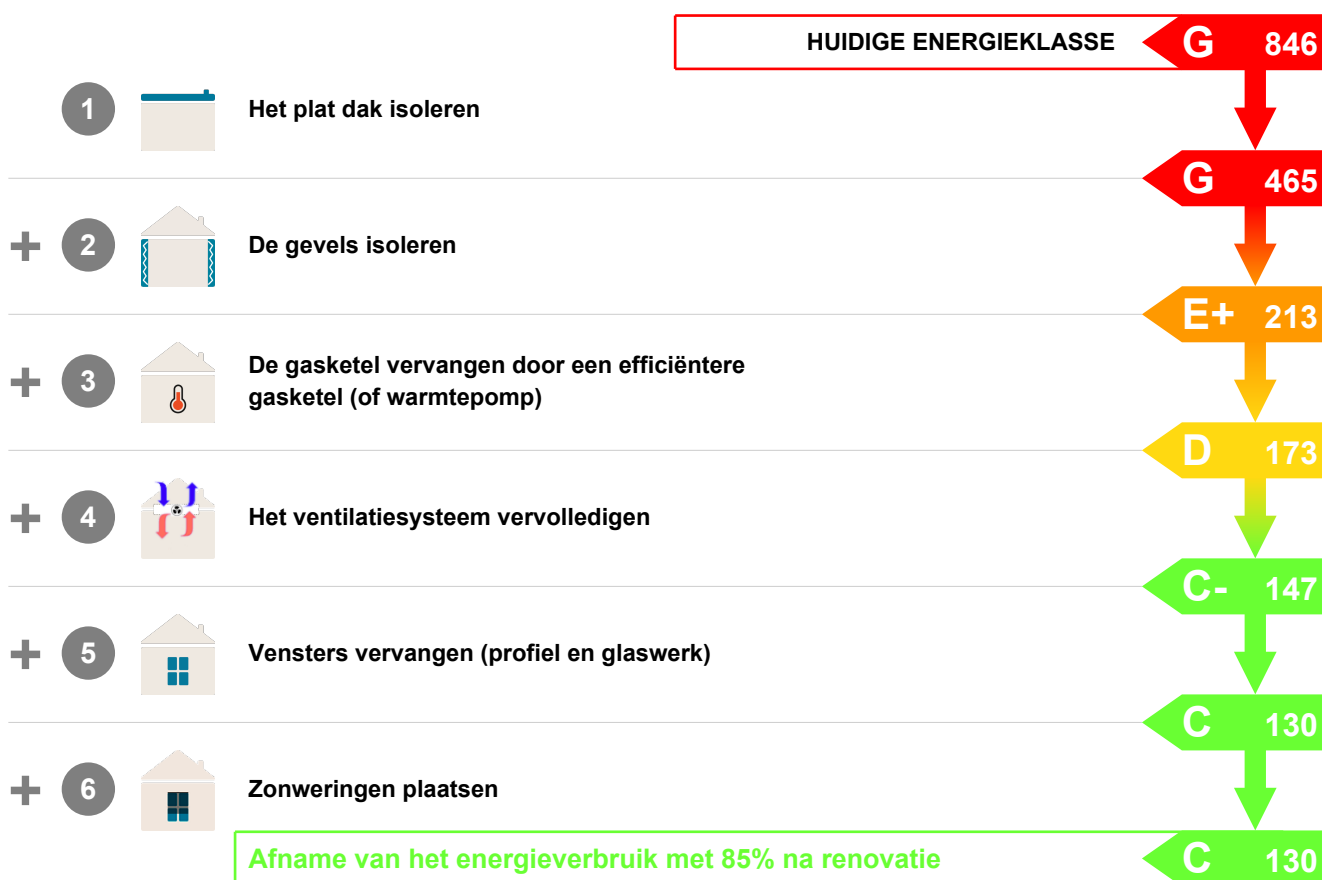 HUIDIGE ENERGIEKLASSE G 846
1 Het plat dak isoleren
G 465
+ 2 De gevels isoleren
E+ 213
+ 3 De gasketel vervangen door een efficiëntere
gasketel (of warmtepomp)
D 173
+ 4 Het ventilatiesysteem vervolledigen
C- 147
+ 5 Vensters vervangen (profiel en glaswerk)
C 130
+ 6 Zonweringen plaatsen
Afname van het energieverbruik met 85% na renovatie C 130